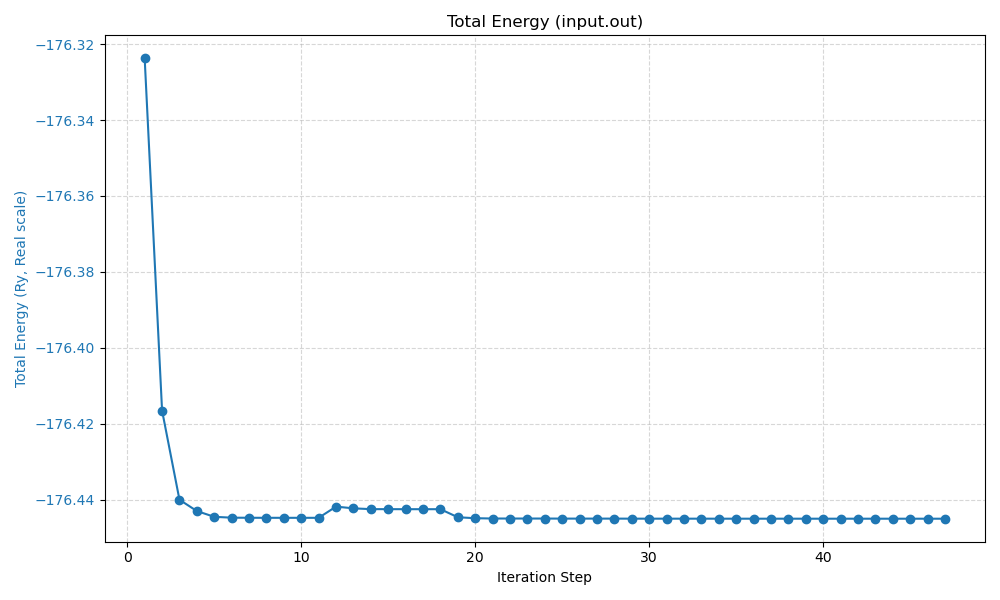 Total Energy (input.out)
Total Energy (Ry, Real scale)
−176.32
−176.34
−176.36
−176.38
−176.40
−176.42
−176.44
0 10 20 30 40
Iteration Step